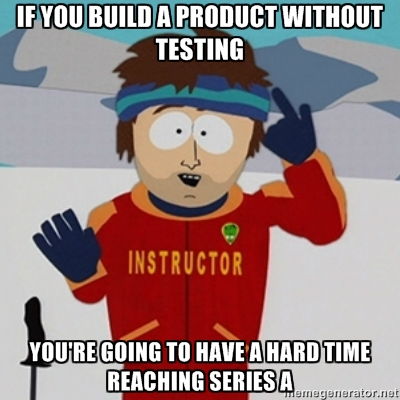 IF YOU BUILD A PRODUCT WITHOUT
TESTING
INSTRUCTOR
YOU'RE GOING TO HAVE A HARD TIME
REACHING SERIES A
memegenerator.net